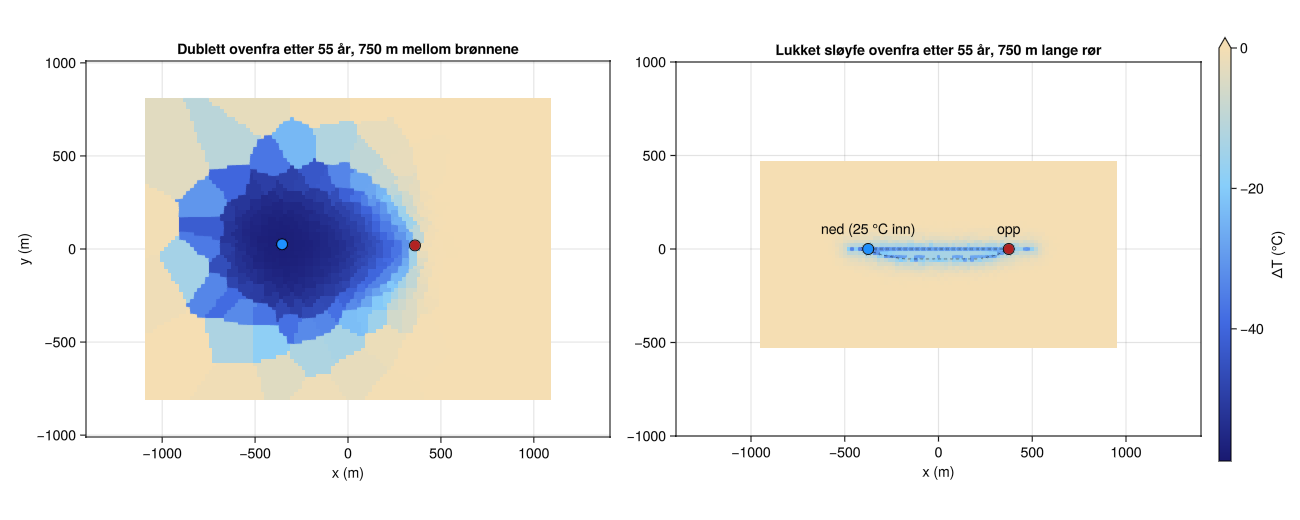 Dublett ovenfra etter 55 år, 750 m mellom brønnene
1000
500
0
−500
−1000
y (m)
−1000
−500
0
500
1000
x (m)
Lukket sløyfe ovenfra etter 55 år, 750 m lange rør
1000
500
0
−500
−1000
ned (25 °C inn)
opp
−1000
−500
0
500
1000
x (m)
0
−20
−40
ΔT (°C)